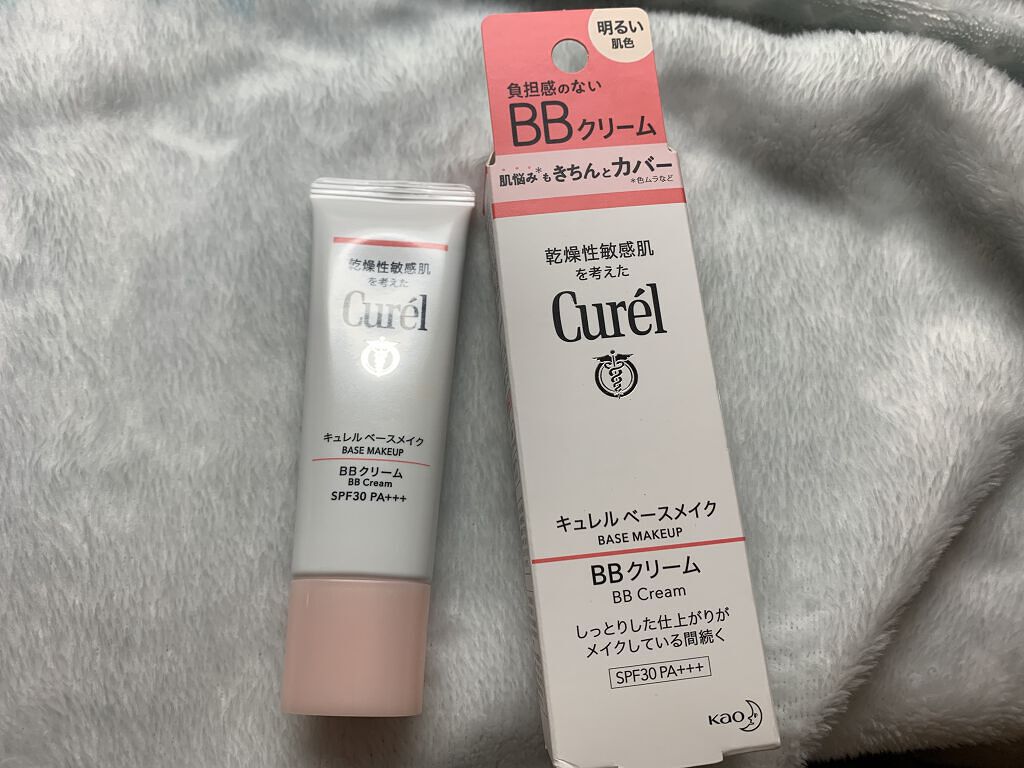 乾燥性敏感肌
を考えた
Curél
キュレル ベースメイク
BASE MAKEUP
BBクリーム
BB Cream
SPF30 PA+++
明るい
肌色
負担感のない
BBクリーム
肌悩み*もきちんとカバー
*色ムラなど
乾燥性敏感肌
を考えた
Curél
キュレル ベースメイク
BASE MAKEUP
BBクリーム
BB Cream
しっとりした仕上がりが
メイクしている間続く
SPF30 PA+++
Kao